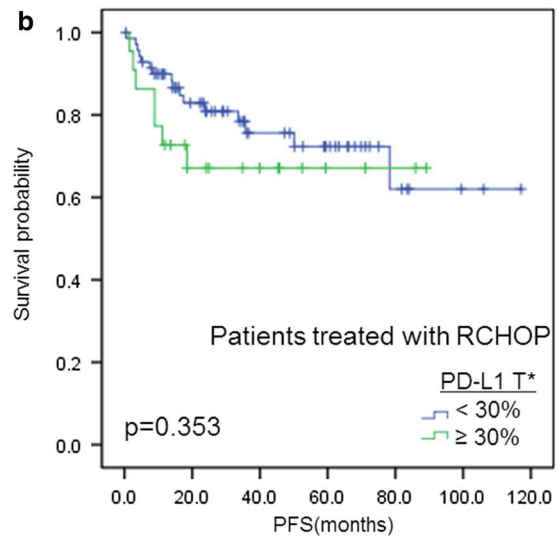 b
1.0
0.8
0.6
0.4
0.2
0.0
Survival probability
Patients treated with RCHOP
PD-L1 T*
< 30%
≥ 30%
p=0.353
0.0 20.0 40.0 60.0 80.0 100.0 120.0
PFS(months)